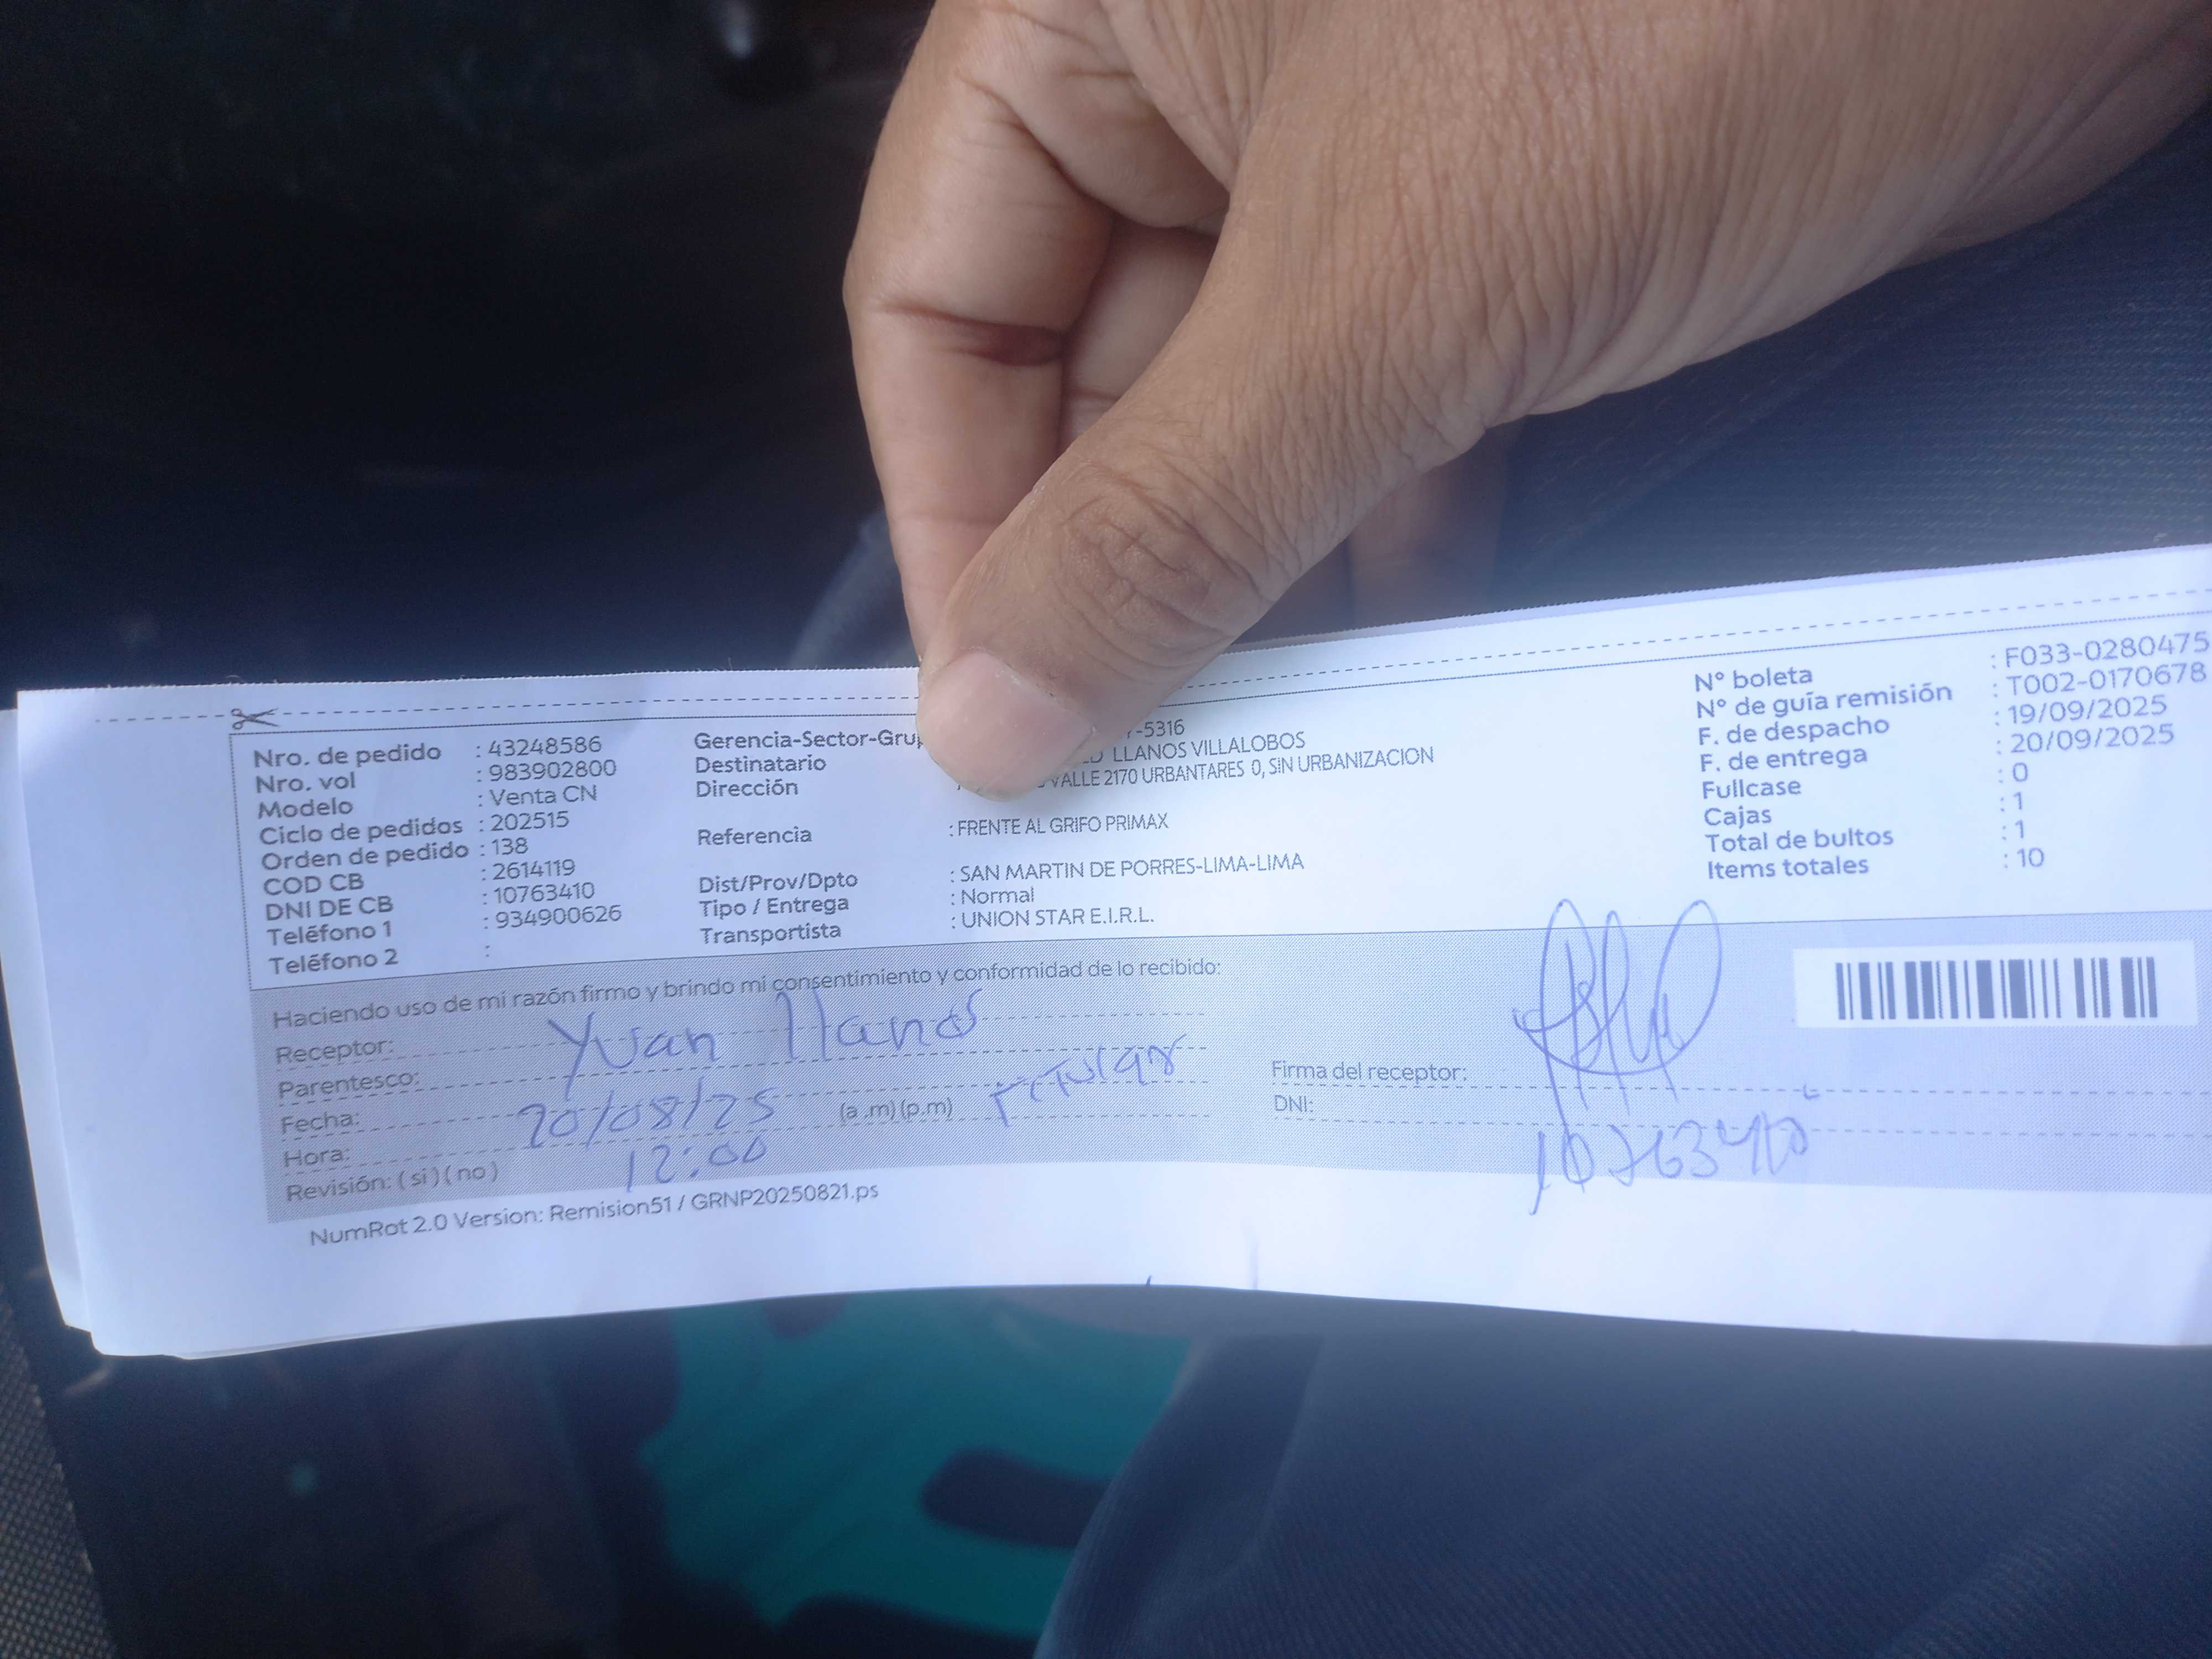 Nro. de pedido : 43248586
Nro. vol : 983902800
Modelo : Venta CN
Ciclo de pedidos : 202515
Orden de pedido : 138
COD CB : 2614119
DNI DE CB : 10763410
Teléfono 1 : 934900626
Teléfono 2 :
Gerencia-Sector-Gru -5316
Destinatario LLANOS VILLALOBOS
Dirección VALLE 2170 URBANTARES 0, SIN URBANIZACION
Referencia : FRENTE AL GRIFO PRIMAX
Dist/Prov/Dpto : SAN MARTIN DE PORRES-LIMA-LIMA
Tipo / Entrega : Normal
Transportista : UNION STAR E.I.R.L.
N° boleta : F033-0280475
N° de guía remisión : T002-0170678
F. de despacho : 19/09/2025
F. de entrega : 20/09/2025
Fullcase : 0
Cajas : 1
Total de bultos : 1
Items totales : 10
Haciendo uso de mi razón firmo y brindo mi consentimiento y conformidad de lo recibido:
Receptor: Yvan llanos
Parentesco: Titular
Fecha: 20/08/25 (a .m) (p.m)
Hora: 12:00
Revisión: ( si ) ( no )
Firma del receptor:
DNI: 10763410
NumRot 2.0 Version: Remision51 / GRNP20250821.ps